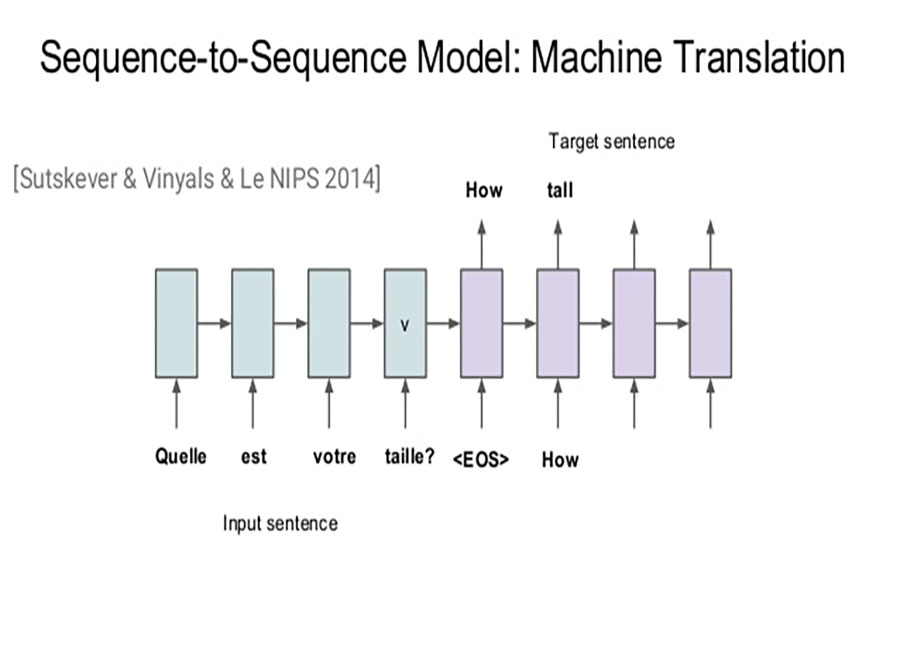 Sequence-to-Sequence Model: Machine Translation
Target sentence
[Sutskever & Vinyals & Le NIPS 2014]
How tall
v
Quelle est votre taille? <EOS> How
Input sentence